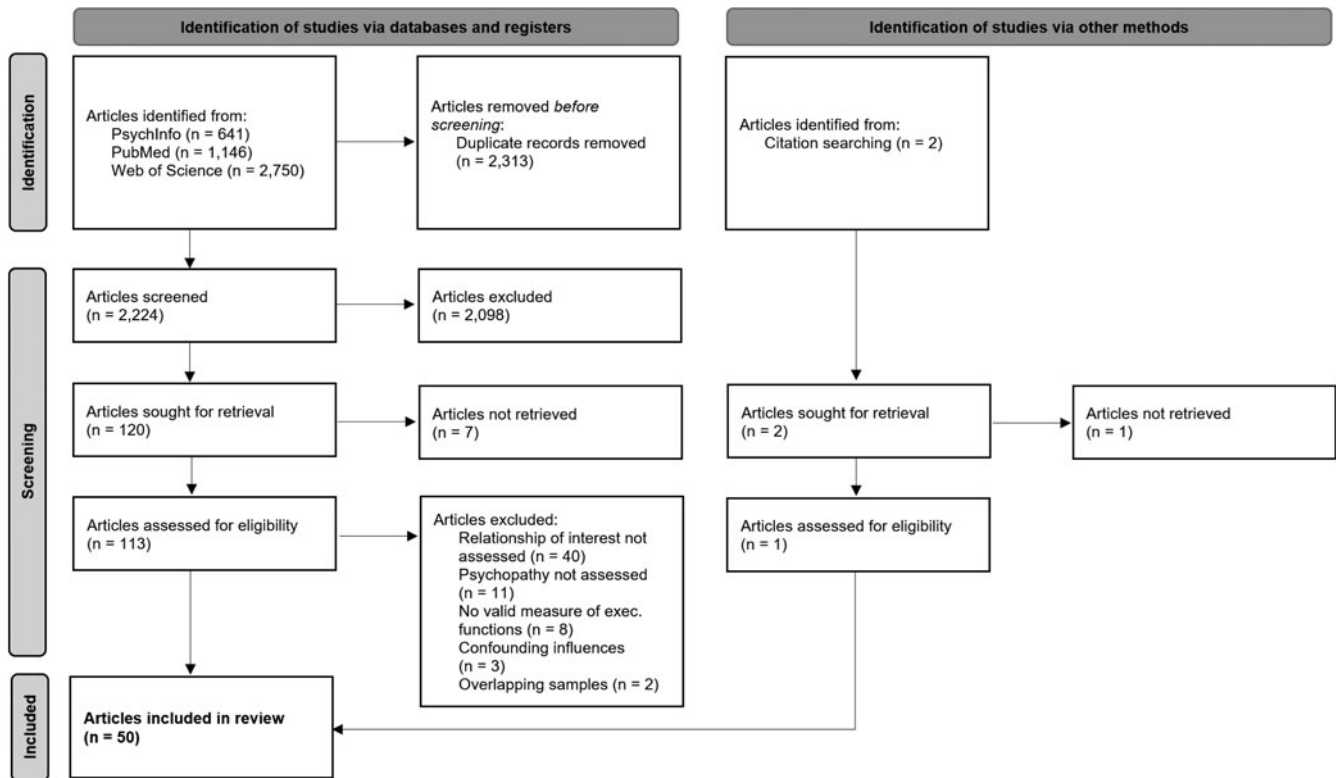 Identification of studies via databases and registers
Identification of studies via other methods
Identification
Articles identified from:
PsychInfo (n = 641)
PubMed (n = 1,146)
Web of Science (n = 2,750)
Articles removed before
screening:
Duplicate records removed
(n = 2,313)
Articles identified from:
Citation searching (n = 2)
Screening
Articles screened
(n = 2,224)
Articles excluded
(n = 2,098)
Articles sought for retrieval
(n = 120)
Articles not retrieved
(n = 7)
Articles sought for retrieval
(n = 2)
Articles not retrieved
(n = 1)
Articles assessed for eligibility
(n = 113)
Articles excluded:
Relationship of interest not
assessed (n = 40)
Psychopathy not assessed
(n = 11)
No valid measure of exec.
functions (n = 8)
Confounding influences
(n = 3)
Overlapping samples (n = 2)
Articles assessed for eligibility
(n = 1)
Included
Articles included in review
(n = 50)